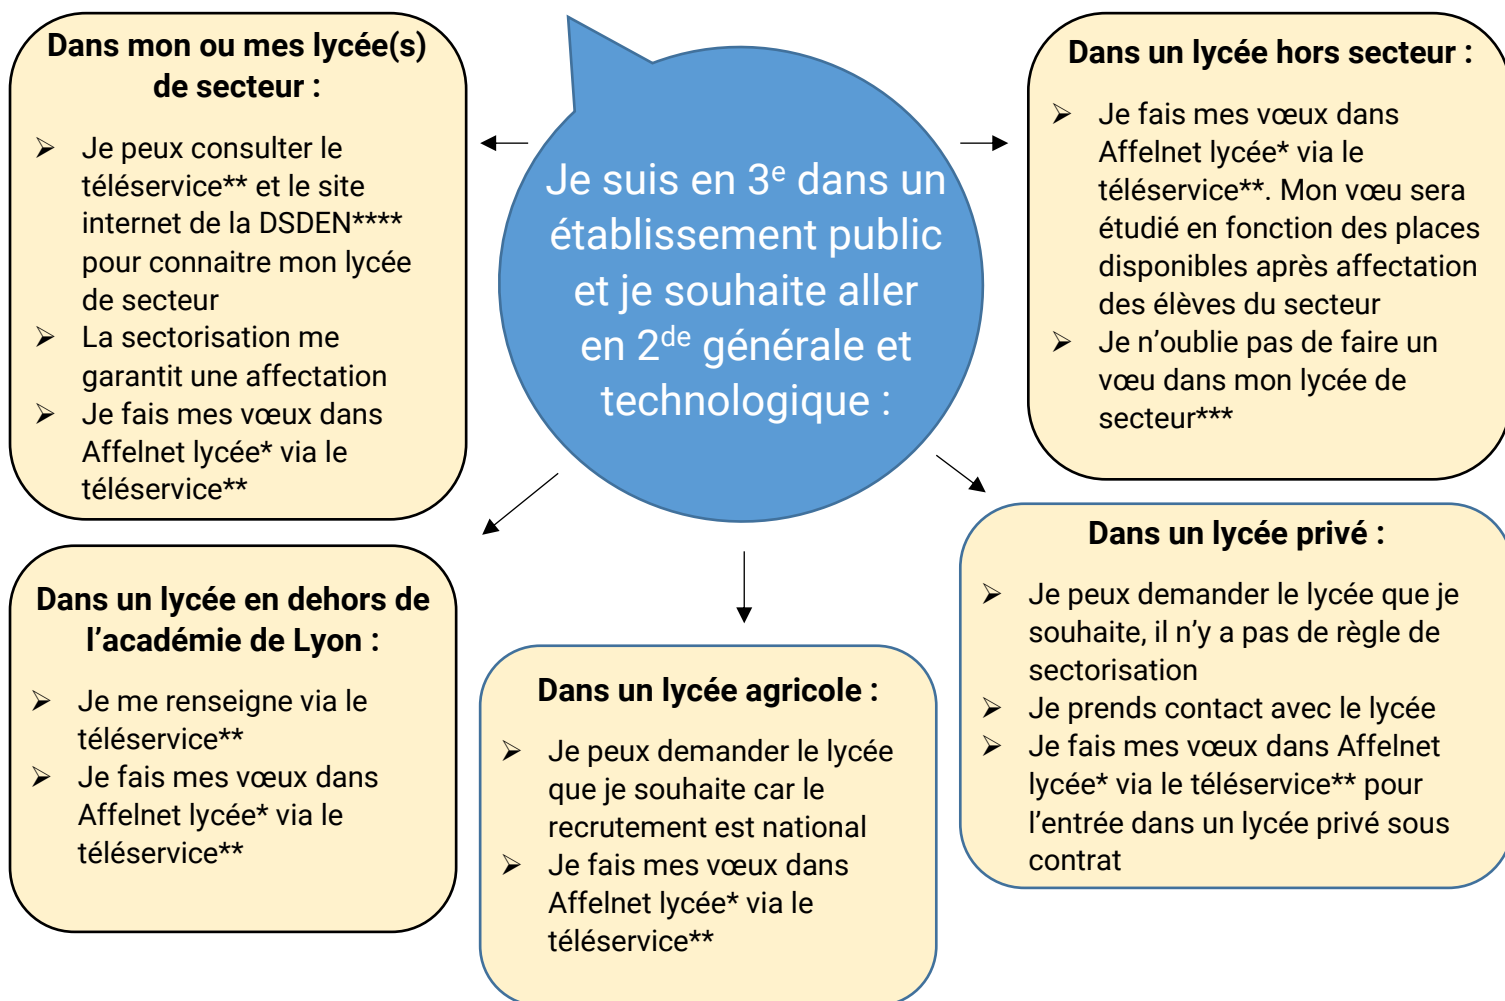 Dans mon ou mes lycée(s)
de secteur :
➢ Je peux consulter le
téléservice** et le site
internet de la DSDEN****
pour connaitre mon lycée
de secteur
➢ La sectorisation me
garantit une affectation
➢ Je fais mes vœux dans
Affelnet lycée* via le
téléservice**
Je suis en 3e dans un
établissement public
et je souhaite aller
en 2de générale et
technologique :
Dans un lycée hors secteur :
➢ Je fais mes vœux dans
Affelnet lycée* via le
téléservice**. Mon vœu sera
étudié en fonction des places
disponibles après affectation
des élèves du secteur
➢ Je n’oublie pas de faire un
vœu dans mon lycée de
secteur***
Dans un lycée en dehors de
l’académie de Lyon :
➢ Je me renseigne via le
téléservice**
➢ Je fais mes vœux dans
Affelnet lycée* via le
téléservice**
Dans un lycée agricole :
➢ Je peux demander le lycée
que je souhaite car le
recrutement est national
➢ Je fais mes vœux dans
Affelnet lycée* via le
téléservice**
Dans un lycée privé :
➢ Je peux demander le lycée que je
souhaite, il n’y a pas de règle de
sectorisation
➢ Je prends contact avec le lycée
➢ Je fais mes vœux dans Affelnet
lycée* via le téléservice** pour
l’entrée dans un lycée privé sous
contrat